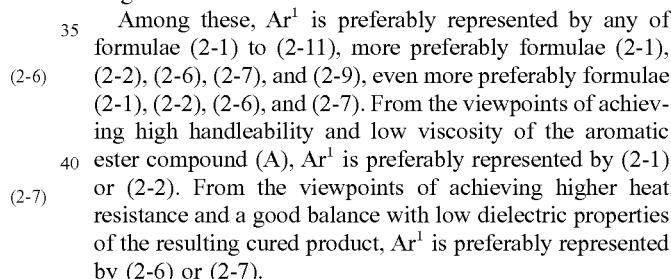 Among these, Ar¹ is preferably represented by any of
35
formulae (2-1) to (2-11), more preferably formulae (2-1),
(2-6)
(2-2), (2-6), (2-7), and (2-9), even more preferably formulae
(2-1), (2-2), (2-6), and (2-7). From the viewpoints of achiev-
ing high handleability and low viscosity of the aromatic
40 ester compound (A), Ar¹ is preferably represented by (2-1)
(2-7)
or (2-2). From the viewpoints of achieving higher heat
resistance and a good balance with low dielectric properties
of the resulting cured product, Ar¹ is preferably represented
by (2-6) or (2-7).